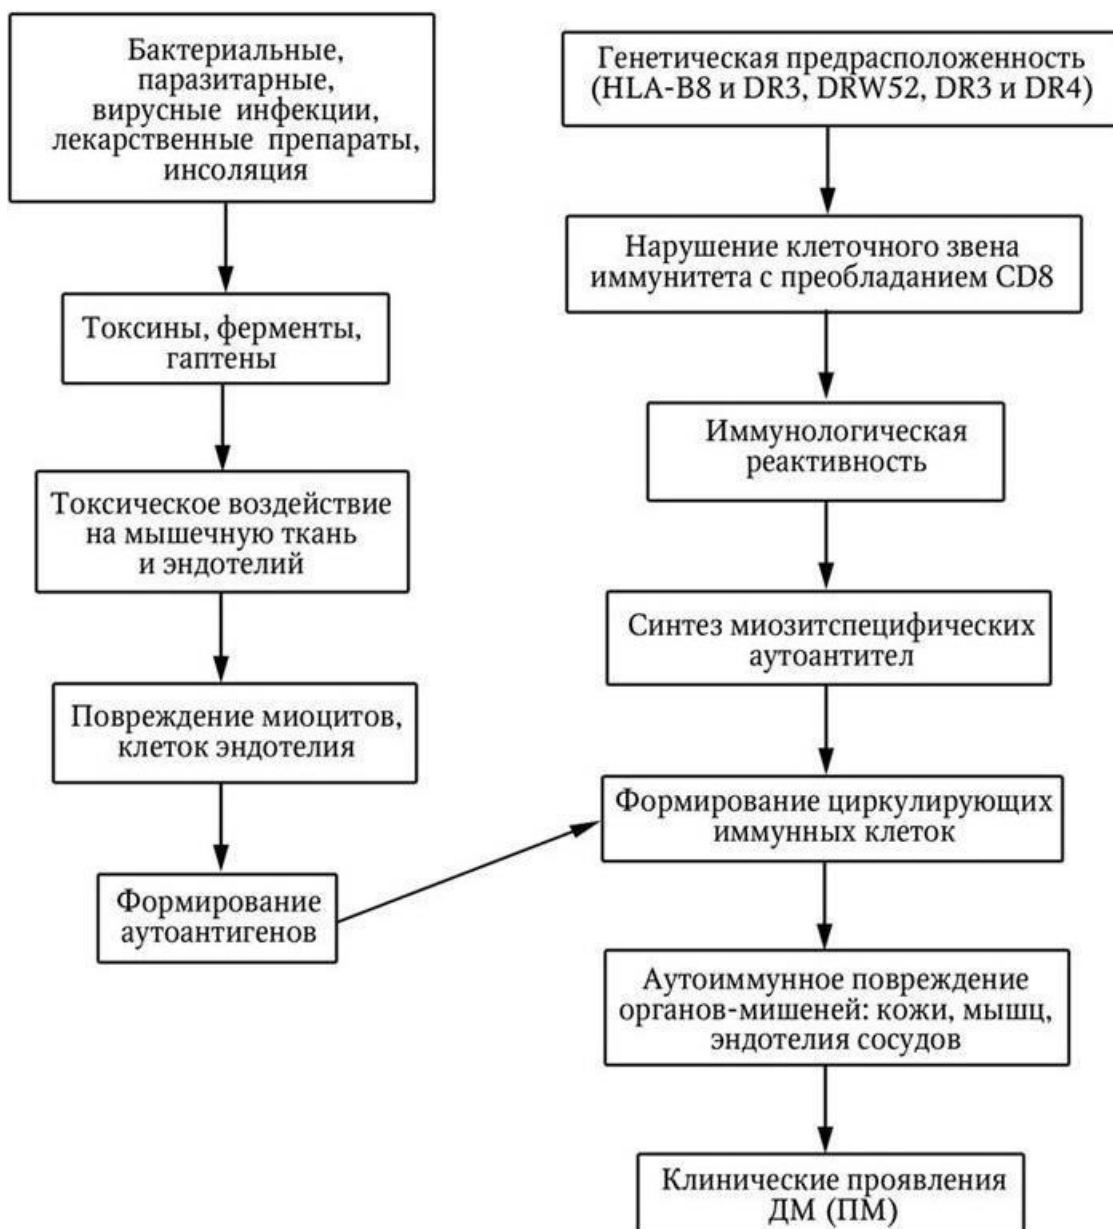 Бактериальные,
паразитарные,
вирусные инфекции,
лекарственные препараты,
инсоляция
Токсины, ферменты,
гаптены
Токсическое воздействие
на мышечную ткань
и эндотелий
Повреждение миоцитов,
клеток эндотелия
Формирование
аутоантигенов
Генетическая предрасположенность
(HLA-B8 и DR3, DRW52, DR3 и DR4)
Нарушение клеточного звена
иммунитета с преобладанием CD8
Иммунологическая
реактивность
Синтез миозитспецифических
аутоантител
Формирование циркулирующих
иммунных клеток
Аутоиммунное повреждение
органов-мишеней: кожи, мышц,
эндотелия сосудов
Клинические проявления
ДМ (ПМ)